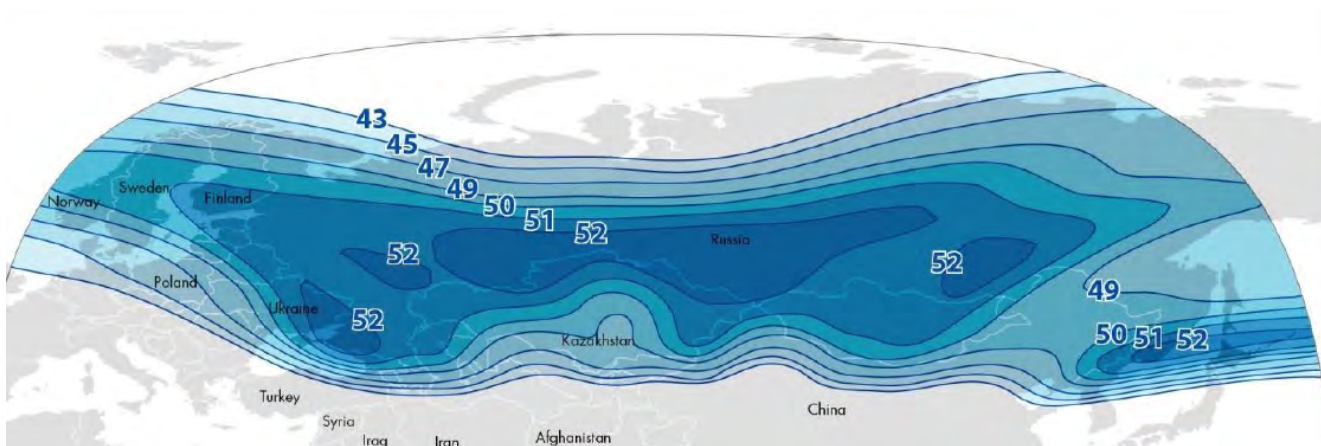 43
45
47
49
50
51
52
Sweden
Finland
Norway
Russia
52
52
Poland
49
Ukraine
52
50 51 52
Kazakhstan
Turkey
China
Syria
Iraq
Iran
Afghanistan